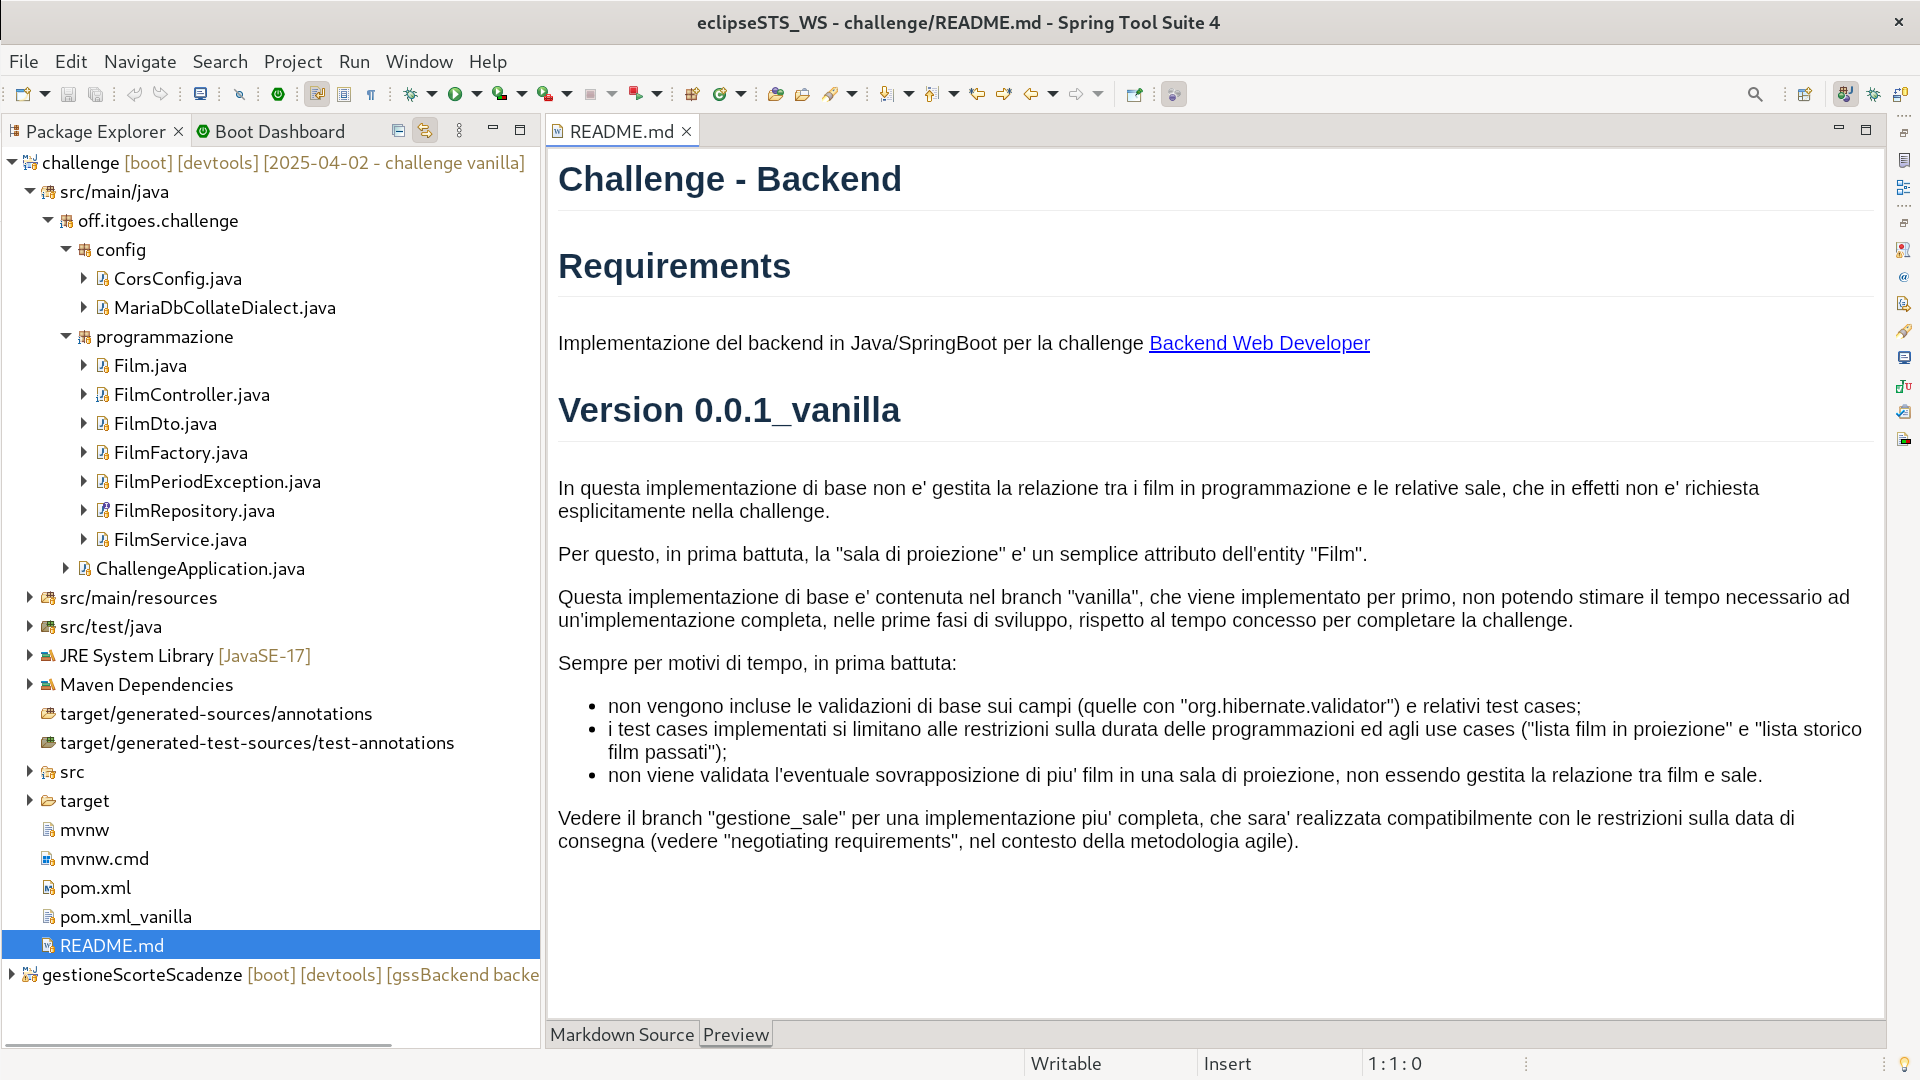 eclipseSTS_WS - challenge/README.md - Spring Tool Suite 4
File Edit Navigate Search Project Run Window Help
Package Explorer
Boot Dashboard
challenge [boot] [devtools] [2025-04-02 - challenge vanilla]
src/main/java
off.itgoes.challenge
config
CorsConfig.java
MariaDbCollateDialect.java
programmazione
Film.java
FilmController.java
FilmDto.java
FilmFactory.java
FilmPeriodException.java
FilmRepository.java
FilmService.java
ChallengeApplication.java
src/main/resources
src/test/java
JRE System Library [JavaSE-17]
Maven Dependencies
target/generated-sources/annotations
target/generated-test-sources/test-annotations
src
target
mvnw
mvnw.cmd
pom.xml
pom.xml_vanilla
README.md
gestioneScorteScadenze [boot] [devtools] [gssBackend backe
README.md
Challenge - Backend
Requirements
Implementazione del backend in Java/SpringBoot per la challenge Backend Web Developer
Version 0.0.1_vanilla
In questa implementazione di base non e' gestita la relazione tra i film in programmazione e le relative sale, che in effetti non e' richiesta
esplicitamente nella challenge.
Per questo, in prima battuta, la "sala di proiezione" e' un semplice attributo dell'entity "Film".
Questa implementazione di base e' contenuta nel branch "vanilla", che viene implementato per primo, non potendo stimare il tempo necessario ad
un'implementazione completa, nelle prime fasi di sviluppo, rispetto al tempo concesso per completare la challenge.
Sempre per motivi di tempo, in prima battuta:
• non vengono incluse le validazioni di base sui campi (quelle con "org.hibernate.validator") e relativi test cases;
• i test cases implementati si limitano alle restrizioni sulla durata delle programmazioni ed agli use cases ("lista film in proiezione" e "lista storico
film passati");
• non viene validata l'eventuale sovrapposizione di piu' film in una sala di proiezione, non essendo gestita la relazione tra film e sale.
Vedere il branch "gestione_sale" per una implementazione piu' completa, che sara' realizzata compatibilmente con le restrizioni sulla data di
consegna (vedere "negotiating requirements", nel contesto della metodologia agile).
Markdown Source Preview
Writable Insert 1 : 1 : 0